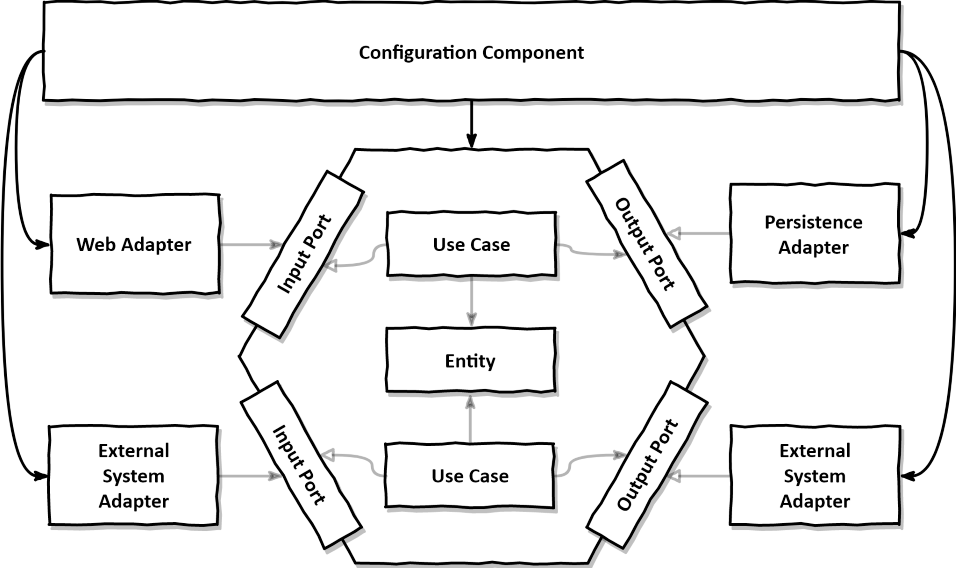 Configuration Component
Web Adapter
Input Port
Use Case
Output Port
Persistence
Adapter
Entity
External
System
Adapter
Input Port
Use Case
Output Port
External
System
Adapter